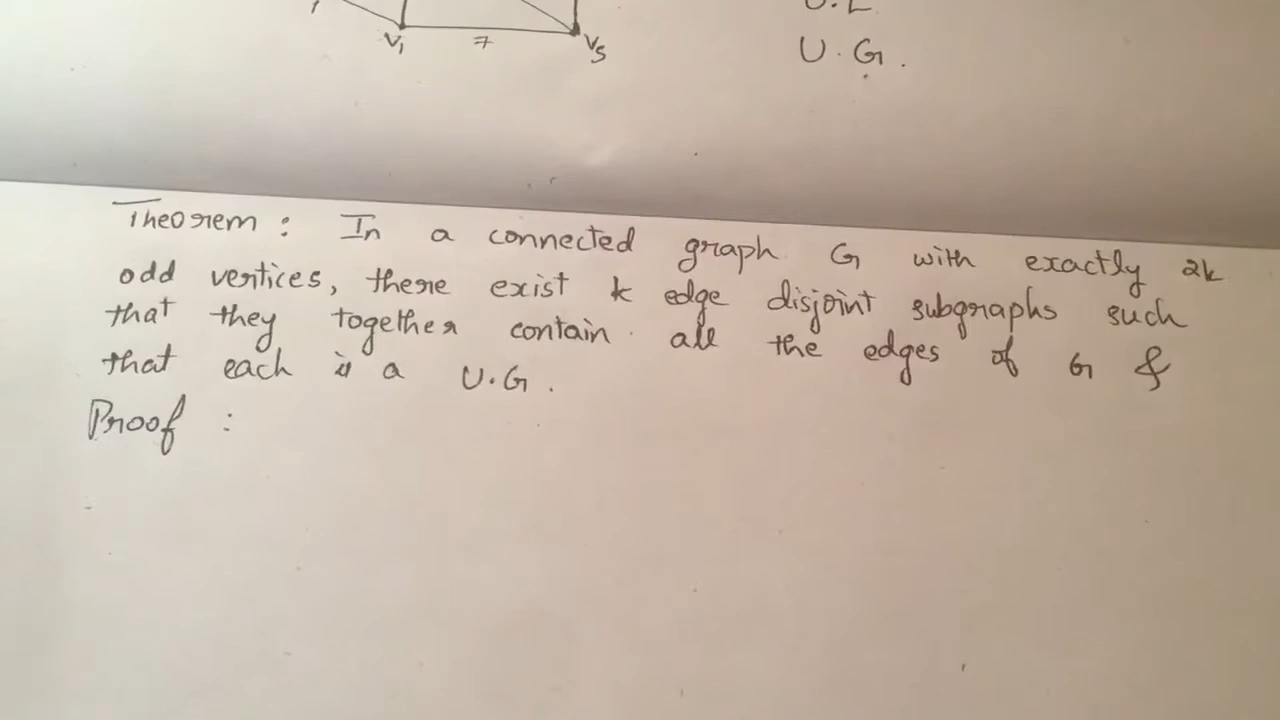 U.L
V1 7 V5
U.G.
Theorem : In a connected graph G with exactly 2k
odd vertices, there exist k edge disjoint subgraphs such
that they together contain all the edges of G &
that each is a U.G.
Proof :